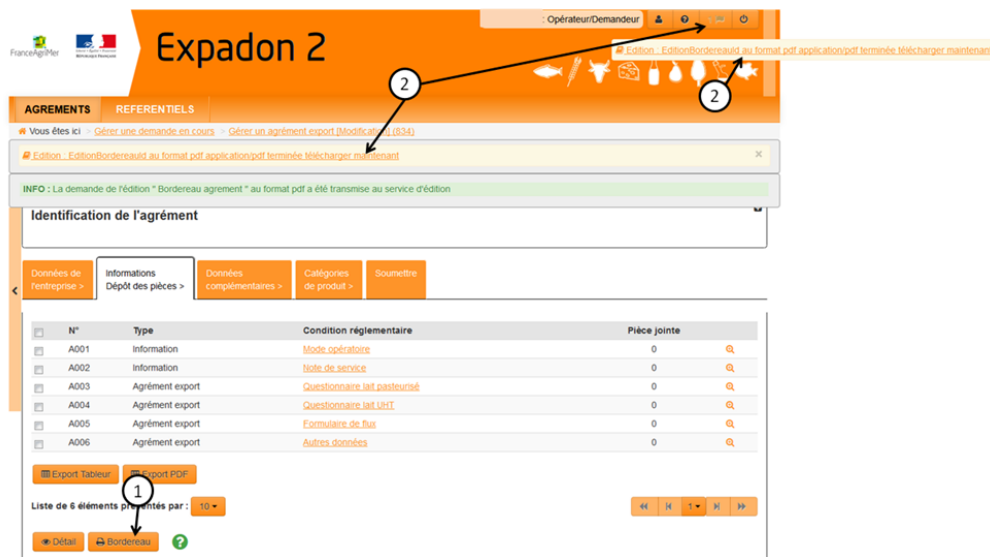 : Opérateur/Demandeur
FranceAgriMer
RÉPUBLIQUE FRANÇAISE
Expadon 2
Edition : EditionBordereauId au format pdf application/pdf terminée télécharger maintenant
2
2
AGREMENTS REFERENTIELS
Vous êtes ici > Gérer une demande en cours > Gérer un agrément export [Modification] (834)
Edition : EditionBordereauId au format pdf application/pdf terminée télécharger maintenant ×
INFO : La demande de l'édition " Bordereau agrement " au format pdf a été transmise au service d'édition
Identification de l'agrément
Données de l'entreprise >
Informations Dépôt des pièces >
Données complémentaires >
Catégories de produit >
Soumettre
N° Type Condition réglementaire Pièce jointe
A001 Information Mode opératoire 0
A002 Information Note de service 0
A003 Agrément export Questionnaire lait pasteurisé 0
A004 Agrément export Questionnaire lait UHT 0
A005 Agrément export Formulaire de flux 0
A006 Agrément export Autres données 0
Export Tableur Export PDF
1
Liste de 6 éléments présentés par : 10 1
Détail Bordereau ?